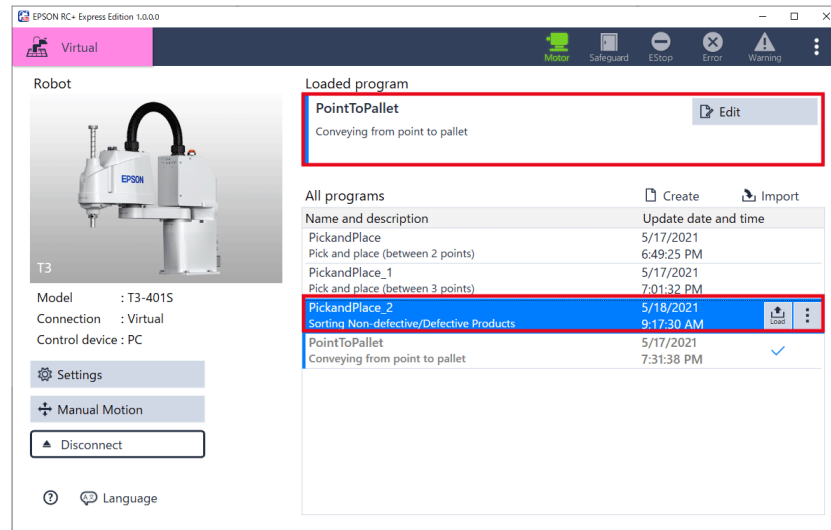 EPSON RC+ Express Edition 1.0.0.0
Virtual
Motor Safeguard EStop Error Warning
Robot
EPSON
T3
Model : T3-401S
Connection : Virtual
Control device : PC
Settings
Manual Motion
Disconnect
Language
Loaded program
PointToPallet
Edit
Conveying from point to pallet
All programs
Create Import
Name and description Update date and time
PickandPlace 5/17/2021
Pick and place (between 2 points) 6:49:25 PM
PickandPlace_1 5/17/2021
Pick and place (between 3 points) 7:01:32 PM
PickandPlace_2 5/18/2021
Sorting Non-defective/Defective Products 9:17:30 AM Load
PointToPallet 5/17/2021
Conveying from point to pallet 7:31:38 PM